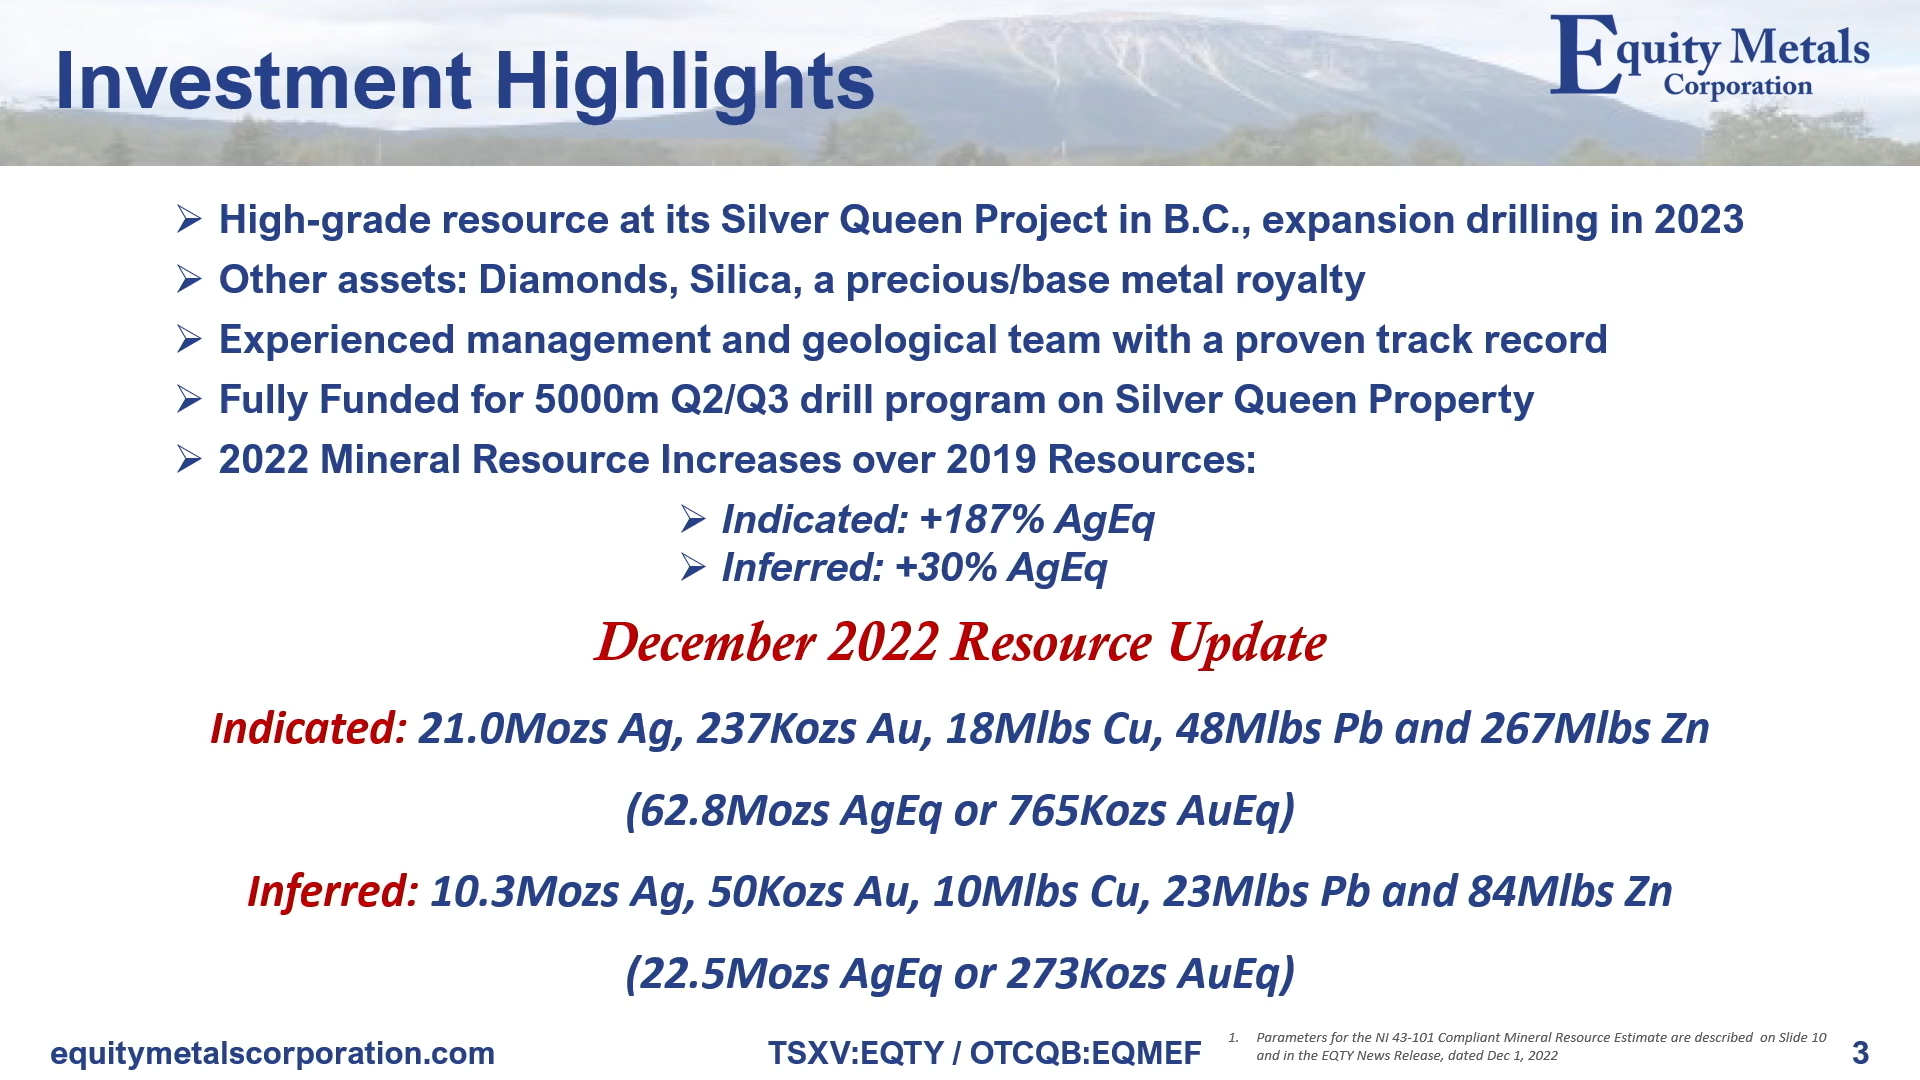 Investment Highlights
Equity Metals
Corporation
➢ High-grade resource at its Silver Queen Project in B.C., expansion drilling in 2023
➢ Other assets: Diamonds, Silica, a precious/base metal royalty
➢ Experienced management and geological team with a proven track record
➢ Fully Funded for 5000m Q2/Q3 drill program on Silver Queen Property
➢ 2022 Mineral Resource Increases over 2019 Resources:
➢ Indicated: +187% AgEq
➢ Inferred: +30% AgEq
December 2022 Resource Update
Indicated: 21.0Mozs Ag, 237Kozs Au, 18Mlbs Cu, 48Mlbs Pb and 267Mlbs Zn
(62.8Mozs AgEq or 765Kozs AuEq)
Inferred: 10.3Mozs Ag, 50Kozs Au, 10Mlbs Cu, 23Mlbs Pb and 84Mlbs Zn
(22.5Mozs AgEq or 273Kozs AuEq)
equitymetalscorporation.com
TSXV:EQTY / OTCQB:EQMEF
1. Parameters for the NI 43-101 Compliant Mineral Resource Estimate are described on Slide 10
and in the EQTY News Release, dated Dec 1, 2022
3